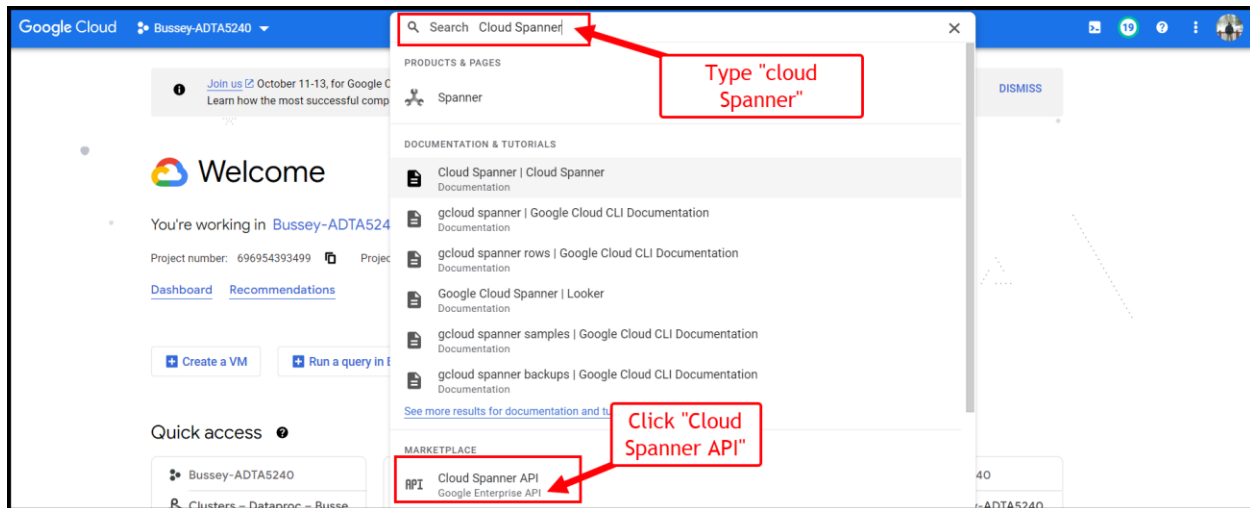 Google Cloud
Bussey-ADTA5240
Search Cloud Spanner
19
Join us October 11-13, for Google C
Learn how the most successful comp
DISMISS
PRODUCTS & PAGES
Spanner
Type "cloud
Spanner"
DOCUMENTATION & TUTORIALS
Cloud Spanner | Cloud Spanner
Documentation
gcloud spanner | Google Cloud CLI Documentation
Documentation
gcloud spanner rows | Google Cloud CLI Documentation
Documentation
Google Cloud Spanner | Looker
Documentation
gcloud spanner samples | Google Cloud CLI Documentation
Documentation
gcloud spanner backups | Google Cloud CLI Documentation
Documentation
See more results for documentation and tu
Welcome
You're working in Bussey-ADTA524
Project number: 696954393499 Projec
Dashboard Recommendations
Create a VM
Run a query in B
Quick access
Click "Cloud
Spanner API"
MARKETPLACE
API Cloud Spanner API
Google Enterprise API
Bussey-ADTA5240
Clusters – Dataproc – Busse
40
-ADTA5240